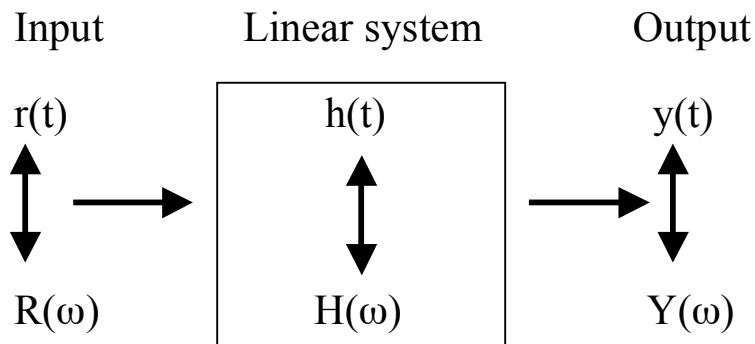 Input Linear system Output
r(t) h(t) y(t)
R(ω) H(ω) Y(ω)